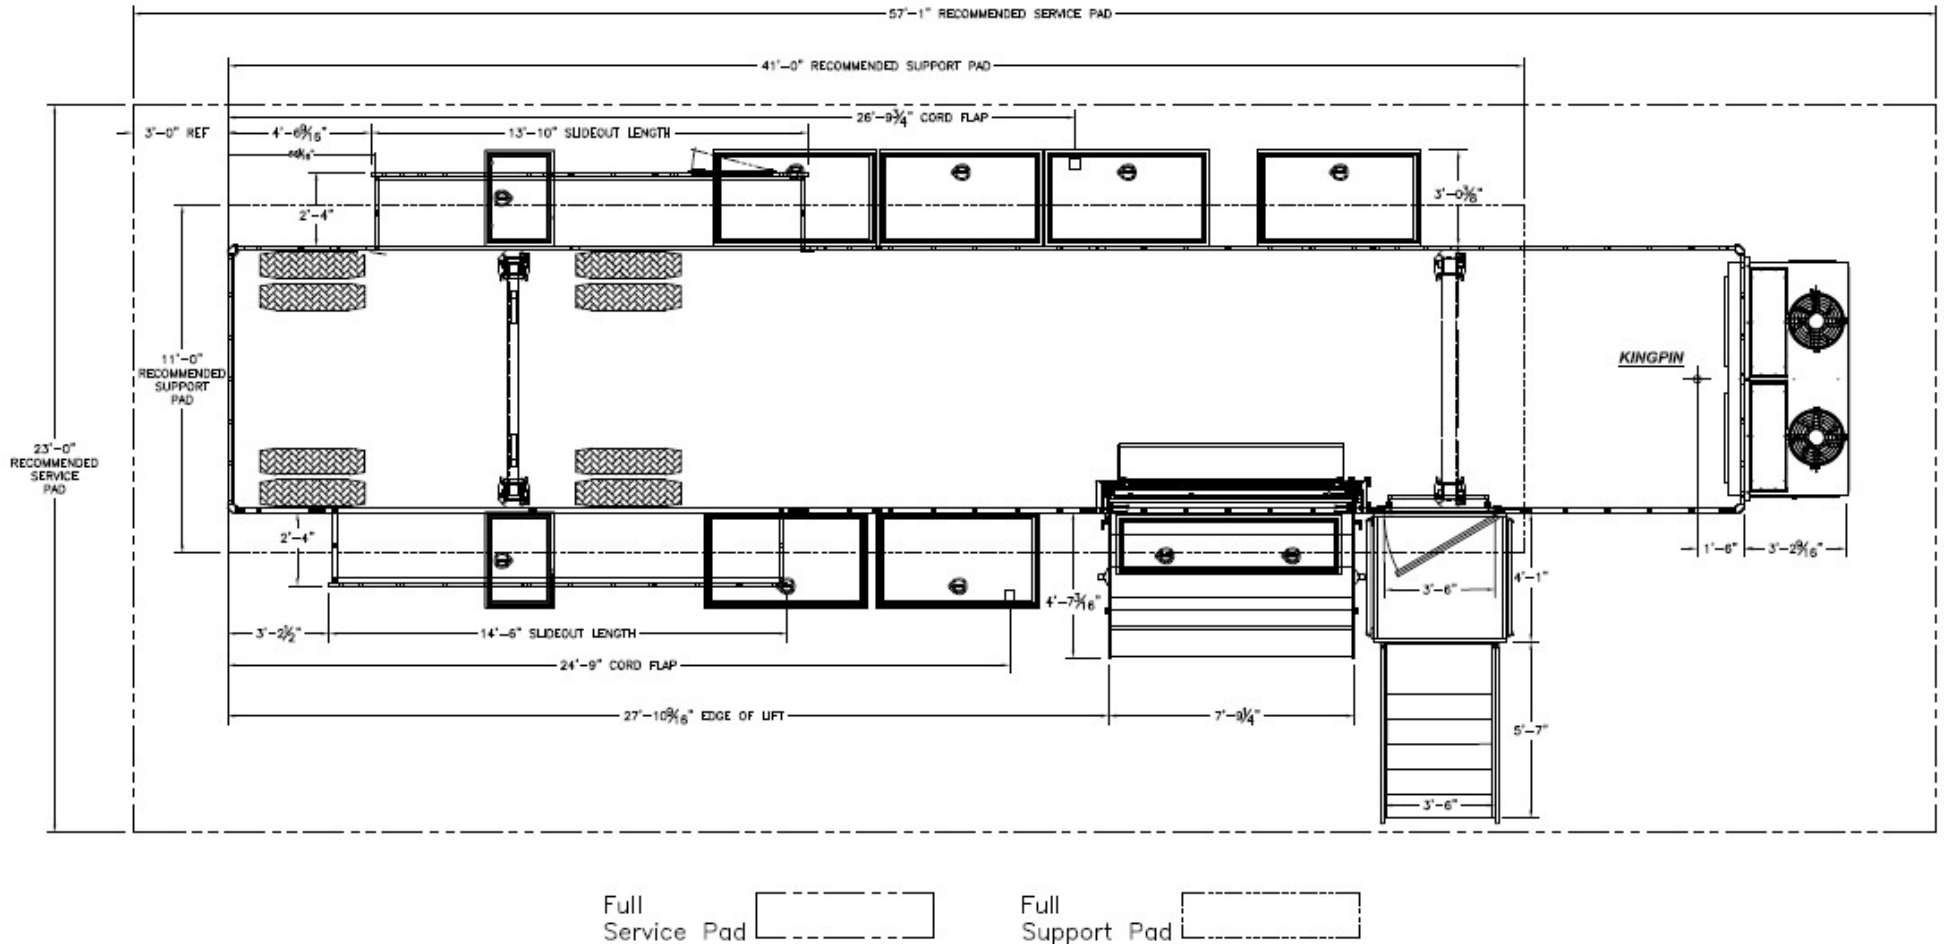 57'-1" RECOMMENDED SERVICE PAD
41'-0" RECOMMENDED SUPPORT PAD
26'-9¾" CORD FLAP
3'-0" REF
4'-6⁹⁄₁₆"
13'-10" SLIDEOUT LENGTH
2'-4"
3'-0⅜"
11'-0"
RECOMMENDED
SUPPORT
PAD
KINGPIN
23'-0"
RECOMMENDED
SERVICE
PAD
2'-4"
1'-6"
3'-2⁹⁄₁₆"
4'-1"
3'-6"
4'-7³⁄₁₆"
3'-2½"
14'-6" SLIDEOUT LENGTH
24'-9" CORD FLAP
27'-10⁹⁄₁₆" EDGE OF LIFT
7'-9¼"
5'-7"
3'-6"
Full
Service Pad
Full
Support Pad